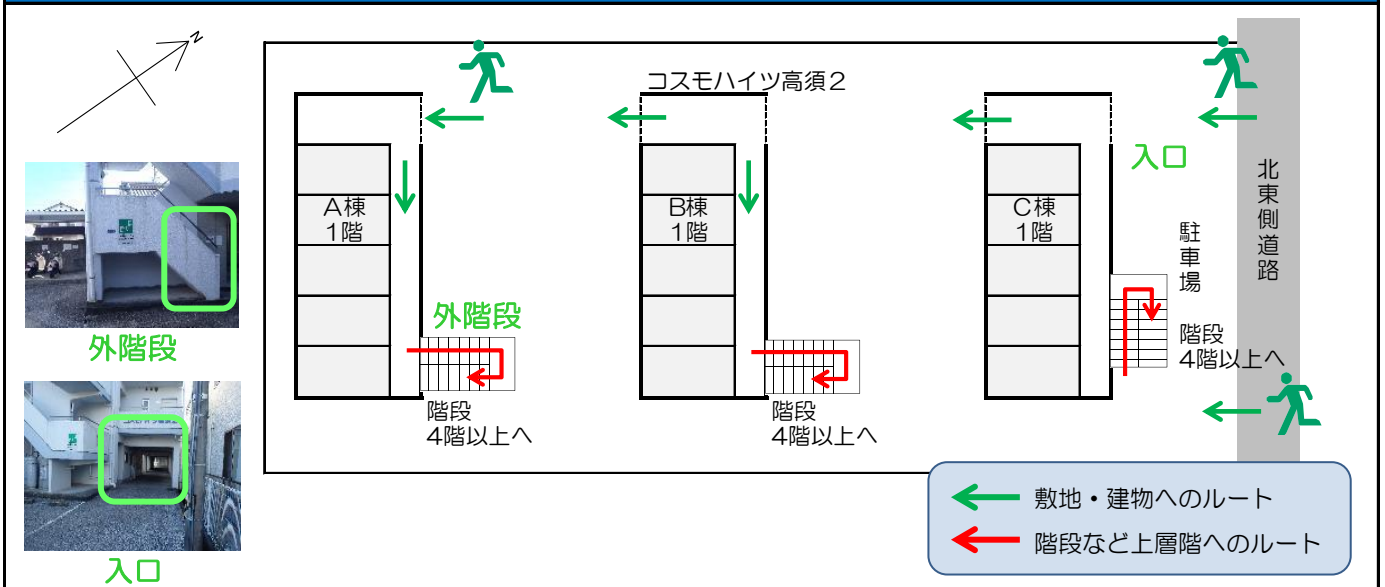 N
コスモハイツ高須2
入口
北東側道路
A棟
1階
B棟
1階
C棟
1階
駐車場
外階段
階段
4階以上へ
階段
4階以上へ
階段
4階以上へ
外階段
入口
敷地・建物へのルート
階段など上層階へのルート